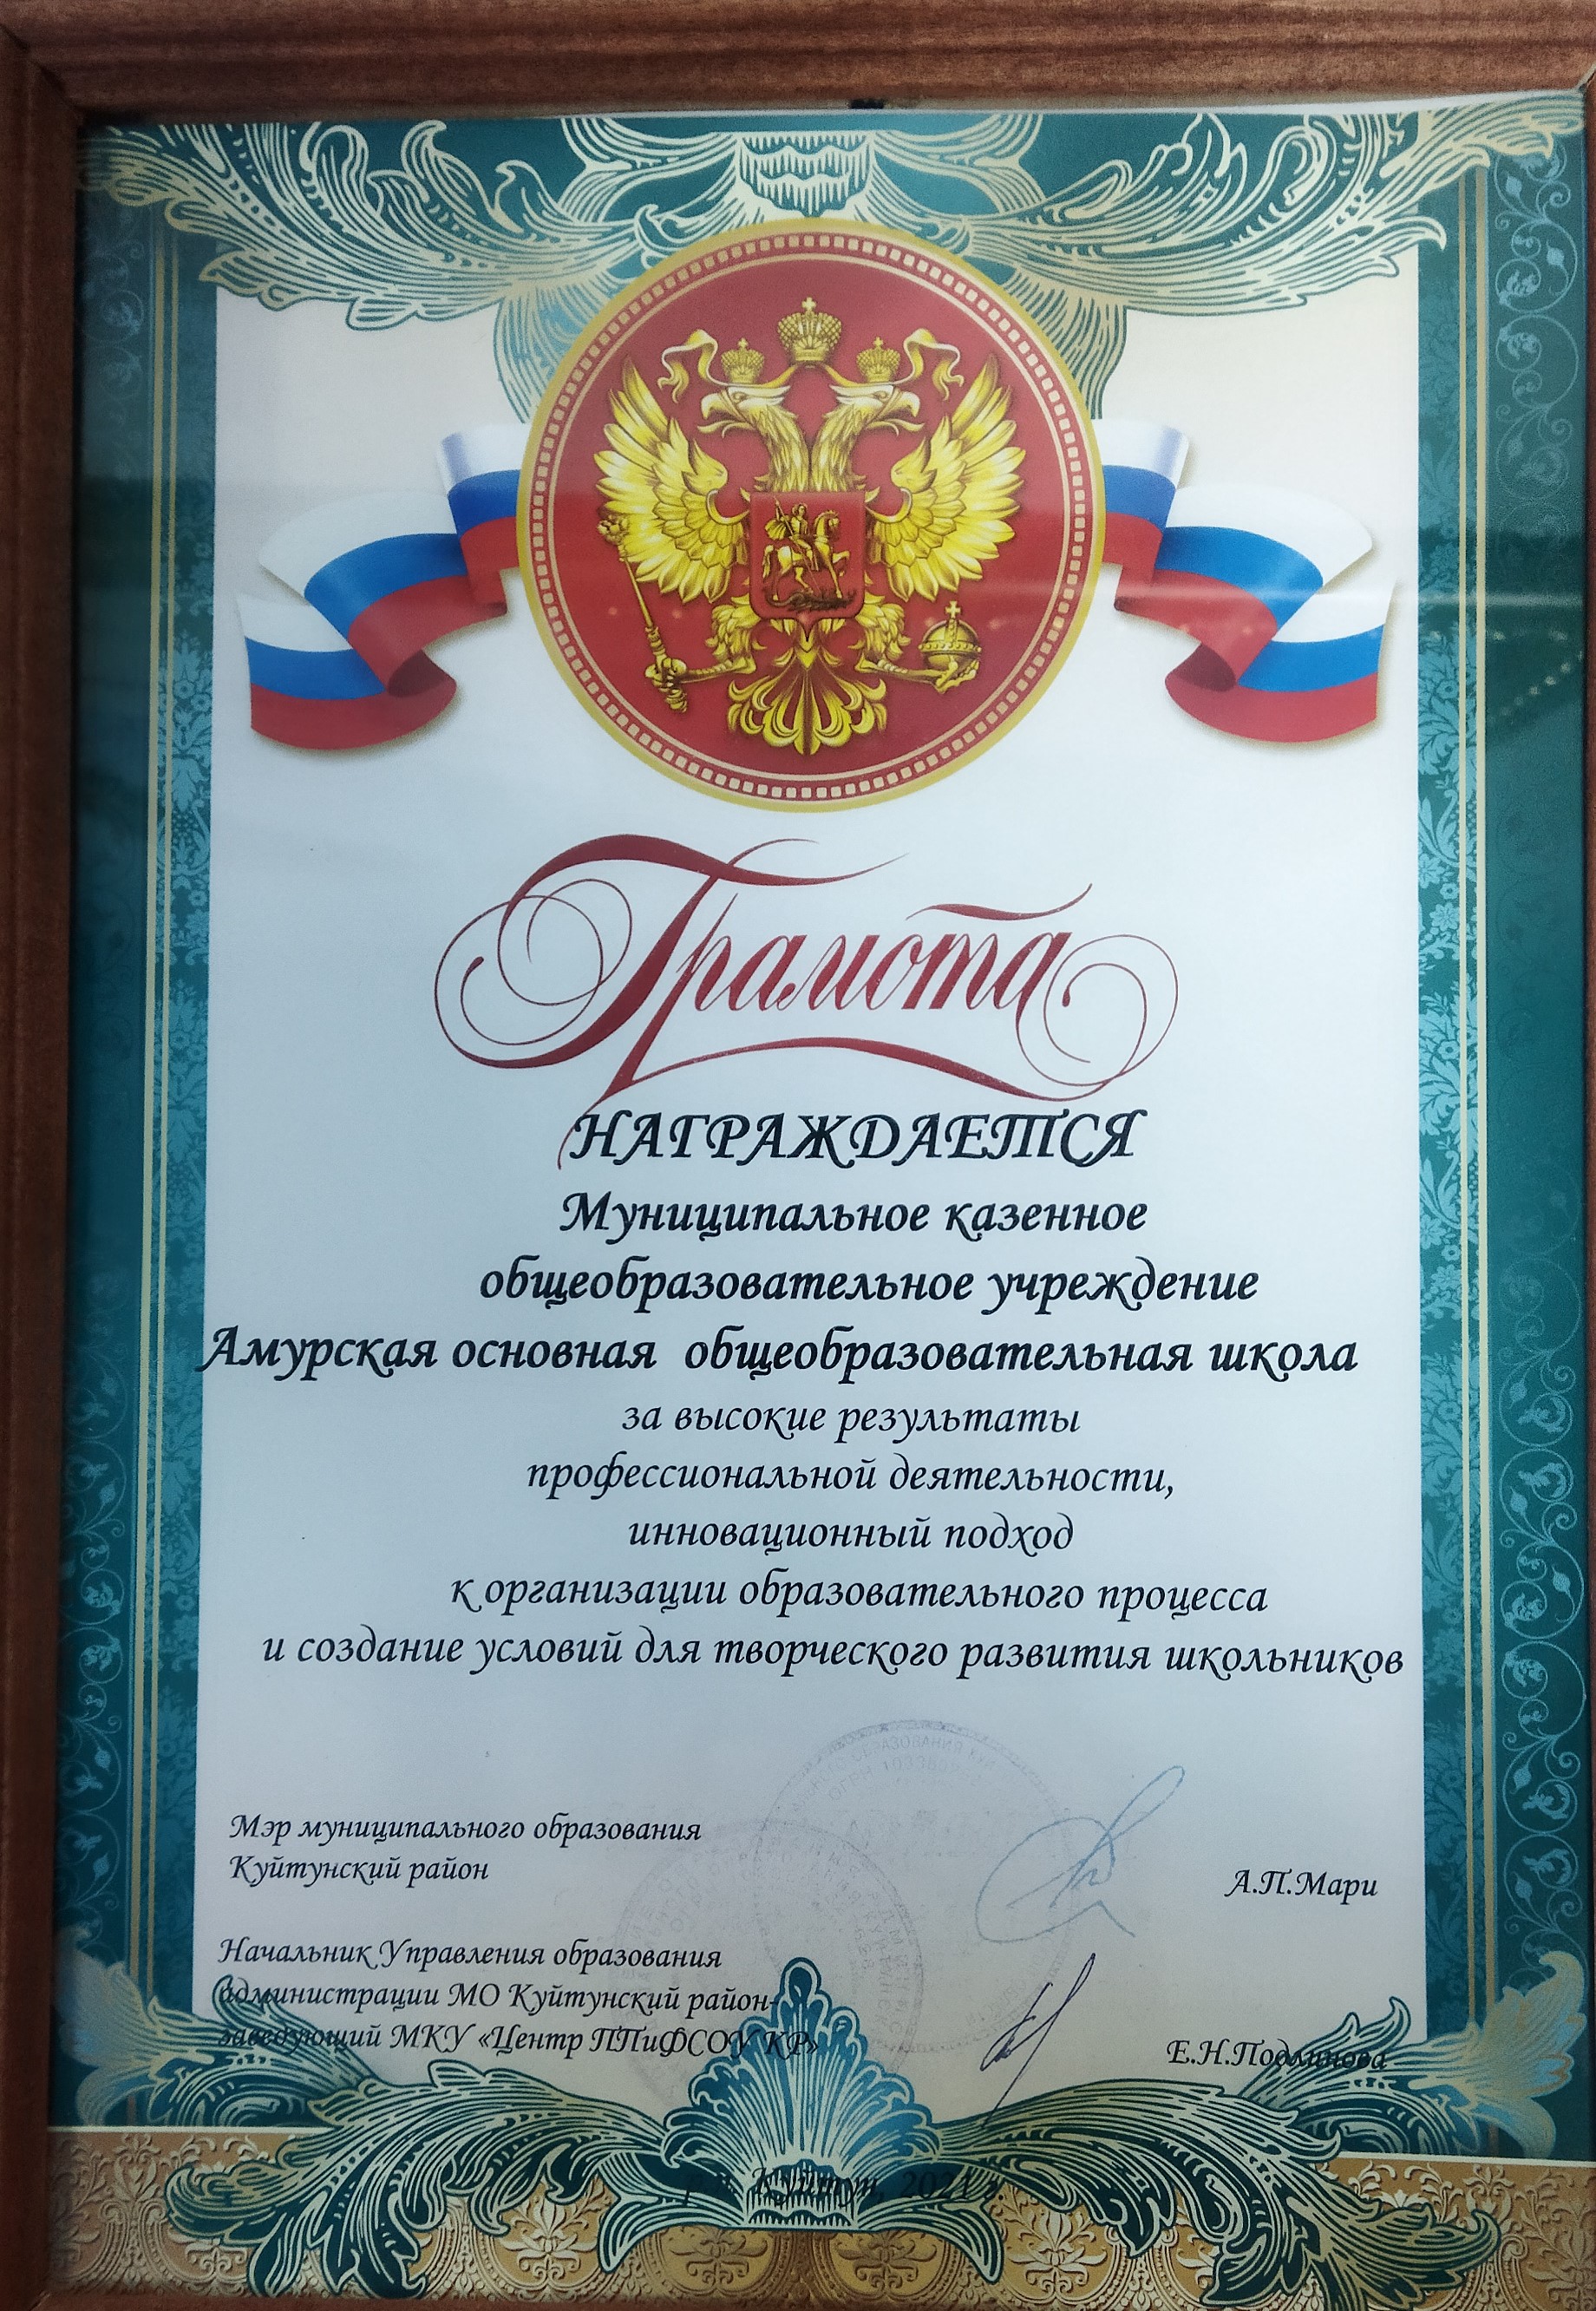 Грамота
НАГРАЖДАЕТСЯ
Муниципальное казенное
общеобразовательное учреждение
Амурская основная общеобразовательная школа
за высокие результаты
профессиональной деятельности,
инновационный подход
к организации образовательного процесса
и создание условий для творческого развития школьников
Мэр муниципального образования
Куйтунский район
А.П.Мари
Начальник Управления образования
администрации МО Куйтунский район-
заведующий МКУ «Центр ППиФСОУ КР»
Е.Н.Подлинова
р.п. Куйтун, 2021 г.